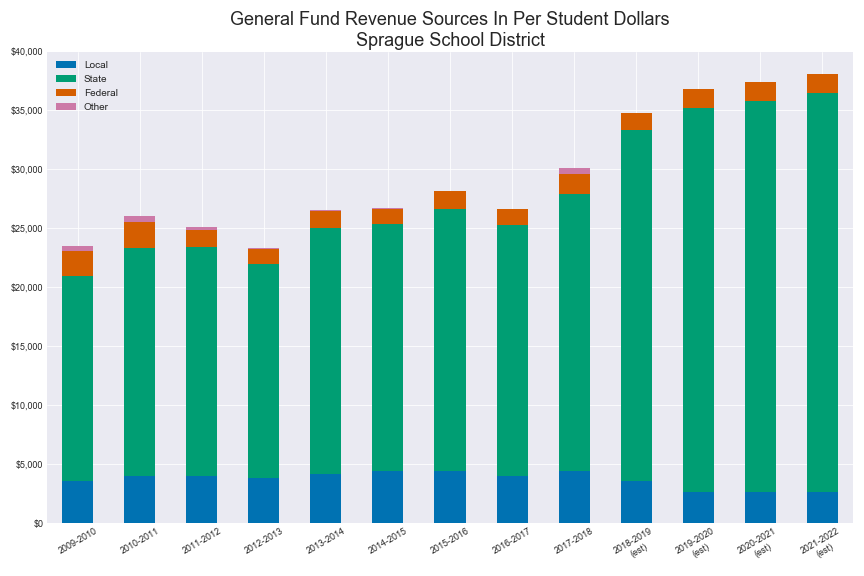 General Fund Revenue Sources In Per Student Dollars
Sprague School District
$40,000
$35,000
$30,000
$25,000
$20,000
$15,000
$10,000
$5,000
$0
Local
State
Federal
Other
2009-2010
2010-2011
2011-2012
2012-2013
2013-2014
2014-2015
2015-2016
2016-2017
2017-2018
2018-2019
(est)
2019-2020
(est)
2020-2021
(est)
2021-2022
(est)